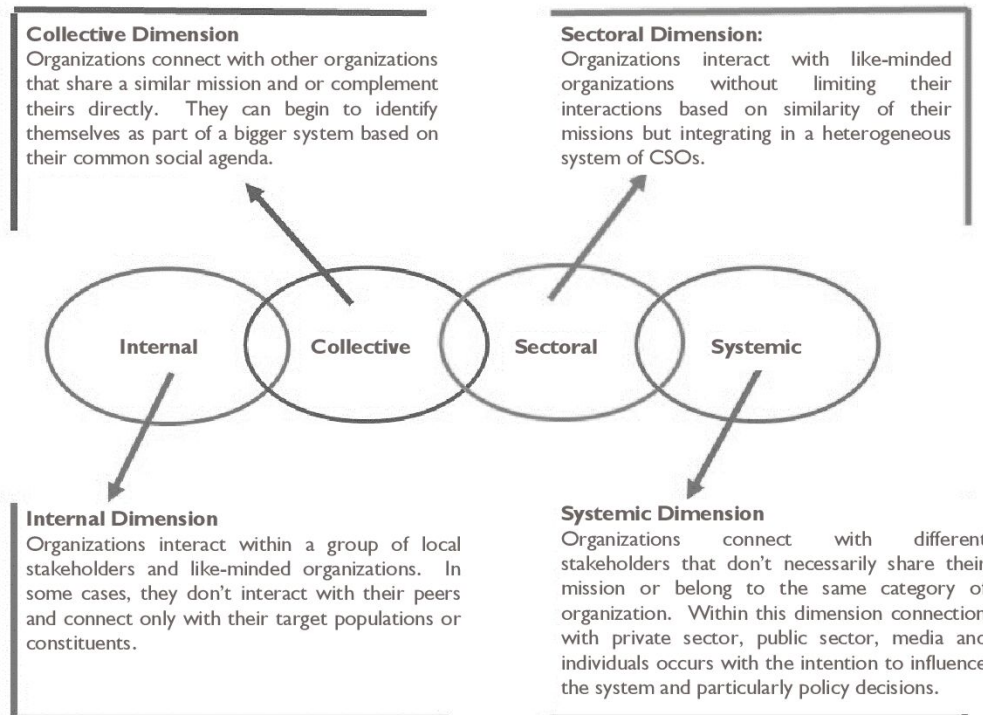 Collective Dimension
Organizations connect with other organizations
that share a similar mission and or complement
theirs directly. They can begin to identify
themselves as part of a bigger system based on
their common social agenda.
Sectoral Dimension:
Organizations interact with like-minded
organizations without limiting their
interactions based on similarity of their
missions but integrating in a heterogeneous
system of CSOs.
Internal
Collective
Sectoral
Systemic
Internal Dimension
Organizations interact within a group of local
stakeholders and like-minded organizations. In
some cases, they don't interact with their peers
and connect only with their target populations or
constituents.
Systemic Dimension
Organizations connect with different
stakeholders that don't necessarily share their
mission or belong to the same category of
organization. Within this dimension connection
with private sector, public sector, media and
individuals occurs with the intention to influence
the system and particularly policy decisions.